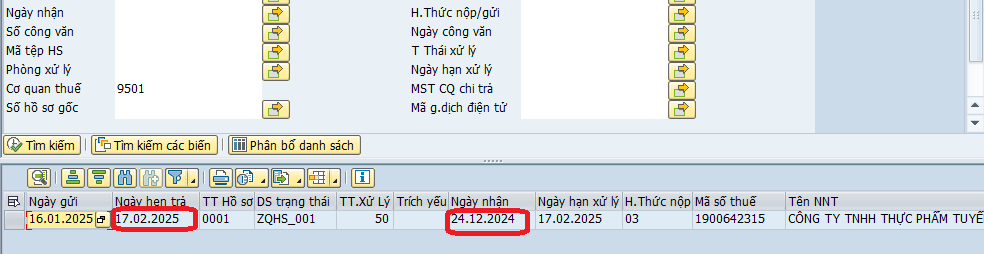 Ngày nhận H.Thức nộp/gửi
Số công văn Ngày công văn
Mã tệp HS T Thái xử lý
Phòng xử lý Ngày hạn xử lý
Cơ quan thuế 9501 MST CQ chi trả
Số hồ sơ gốc Mã g.dịch điện tử
Tìm kiếm Tìm kiếm các biến Phân bổ danh sách
Ngày gửi Ngày hẹn trả TT Hồ sơ DS trạng thái TT.Xử Lý Trích yếu Ngày nhận Ngày hạn xử lý H.Thức nộp Mã số thuế Tên NNT
16.01.2025 17.02.2025 0001 ZQHS_001 50 24.12.2024 17.02.2025 03 1900642315 CÔNG TY TNHH THỰC PHẨM TUYẾ